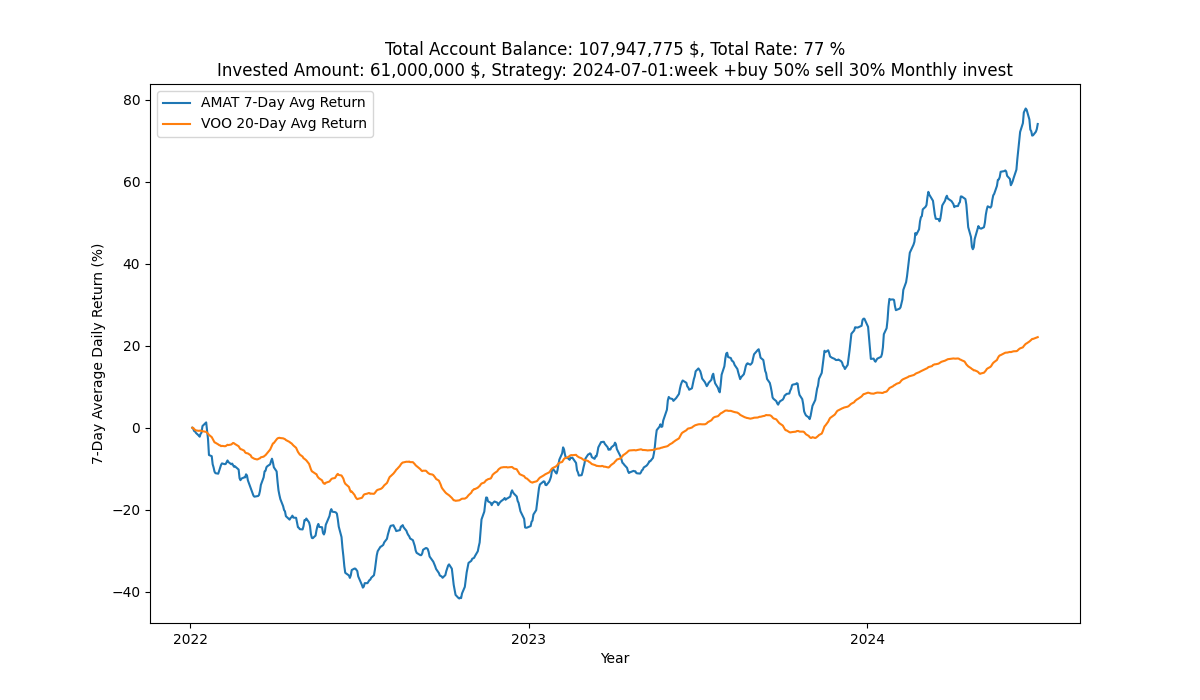 Total Account Balance: 107,947,775 $, Total Rate: 77 %
Invested Amount: 61,000,000 $, Strategy: 2024-07-01:week +buy 50% sell 30% Monthly invest
AMAT 7-Day Avg Return
VOO 20-Day Avg Return
7-Day Average Daily Return (%)
80
60
40
20
0
−20
−40
2022
2023
2024
Year